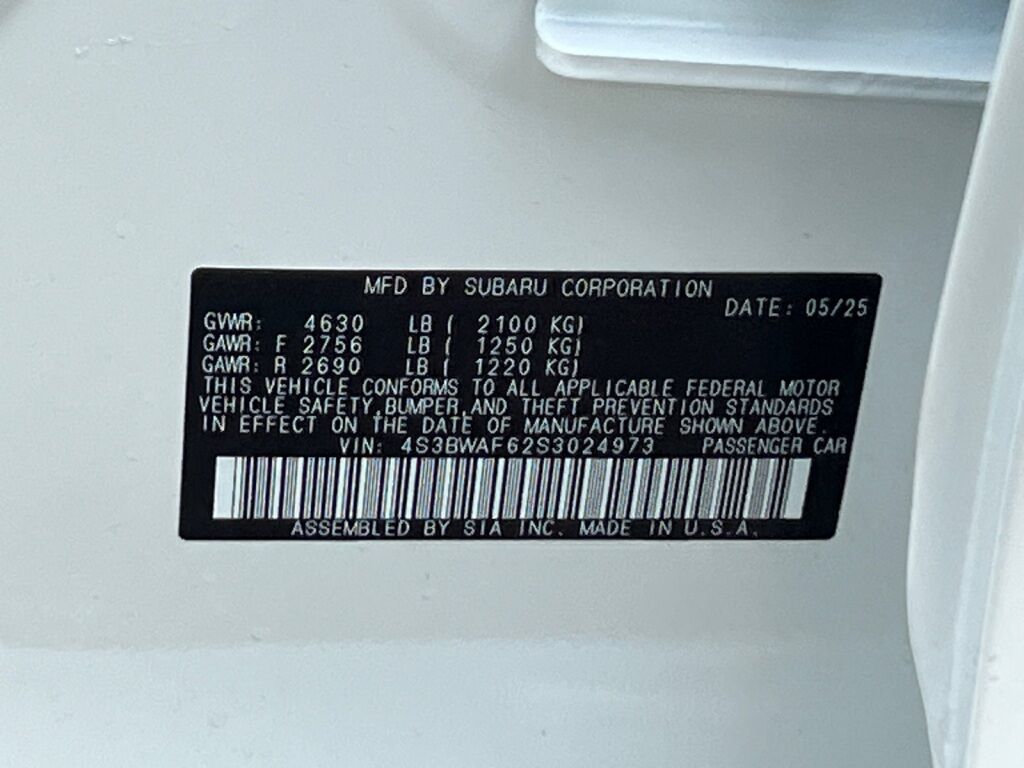 MFD BY SUBARU CORPORATION
DATE: 05/25
GVWR: 4630 LB ( 2100 KG)
GAWR: F 2756 LB ( 1250 KG)
GAWR: R 2690 LB ( 1220 KG)
THIS VEHICLE CONFORMS TO ALL APPLICABLE FEDERAL MOTOR
VEHICLE SAFETY,BUMPER,AND THEFT PREVENTION STANDARDS
IN EFFECT ON THE DATE OF MANUFACTURE SHOWN ABOVE.
VIN: 4S3BWAF62S3024973 PASSENGER CAR
ASSEMBLED BY SIA INC. MADE IN U.S.A.